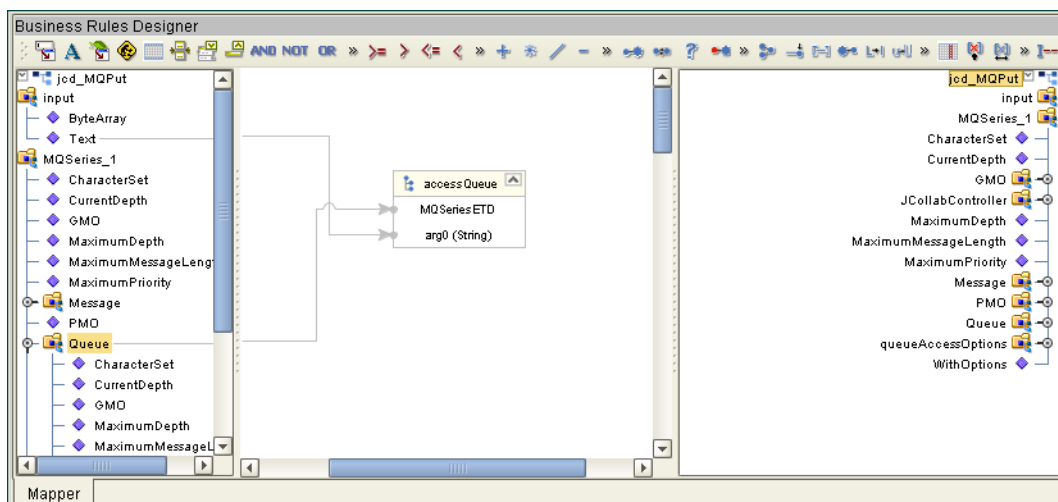 Business Rules Designer
A AND NOT OR » >= > <= < » + * / - » ? » »
jcd_MQPut
input
ByteArray
Text
MQSeries_1
CharacterSet
CurrentDepth
GMO
MaximumDepth
MaximumMessageLengt
MaximumPriority
Message
PMO
Queue
CharacterSet
CurrentDepth
GMO
MaximumDepth
MaximumMessageL
accessQueue
MQSeriesETD
arg0 (String)
jcd_MQPut
input
MQSeries_1
CharacterSet
CurrentDepth
GMO
JCollabController
MaximumDepth
MaximumMessageLength
MaximumPriority
Message
PMO
Queue
queueAccessOptions
WithOptions
Mapper